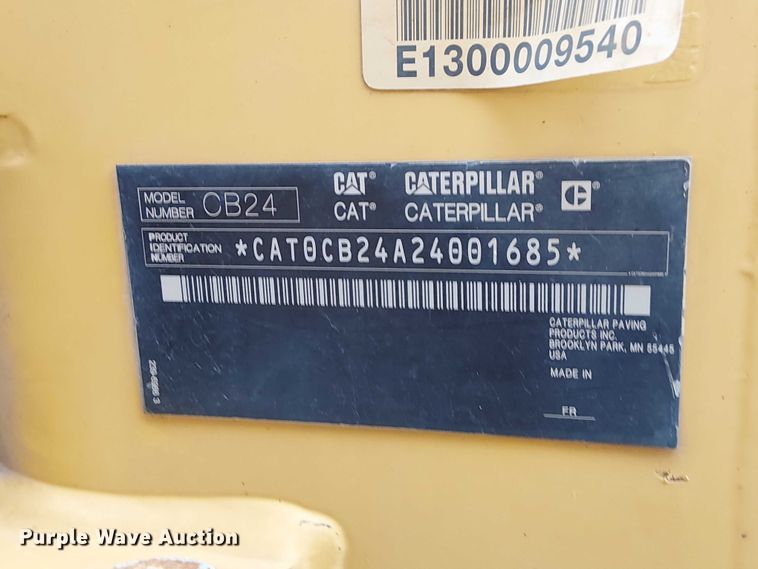 E1300009540
CAT® CATERPILLAR® C®
MODEL NUMBER CB24
CAT® CATERPILLAR®
PRODUCT IDENTIFICATION NUMBER *CAT0CB24A24001685*
CATERPILLAR PAVING
PRODUCTS INC.
BROOKLYN PARK, MN 55445
USA
MADE IN
FR
Purple Wave Auction